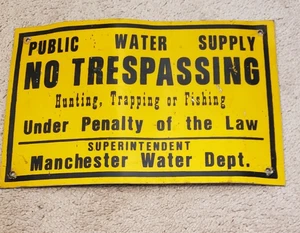 PUBLIC WATER SUPPLY
NO TRESPASSING
Hunting, Trapping or Fishing
Under Penalty of the Law
SUPERINTENDENT
Manchester Water Dept.